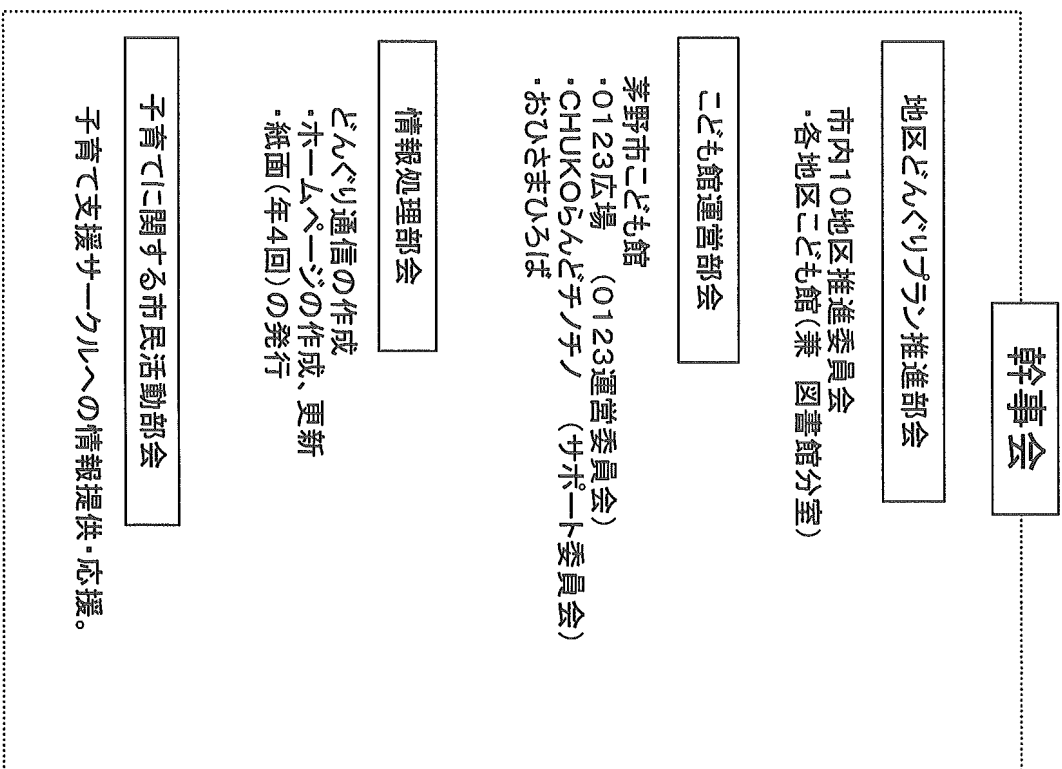 幹事会
地区どんぐりプラン推進部会
市内10地区推進委員会
・各地区こども館(兼　図書館分室)
こども館運営部会
茅野市こども館
・0123広場　(0123運営委員会)
・CHUKOらんどチノチノ　(サポート委員会)
・おひさまひろば
情報処理部会
どんぐり通信の作成
・ホームページの作成、更新
・紙面(年4回)の発行
子育てに関する市民活動部会
子育て支援サークルへの情報提供・応援。